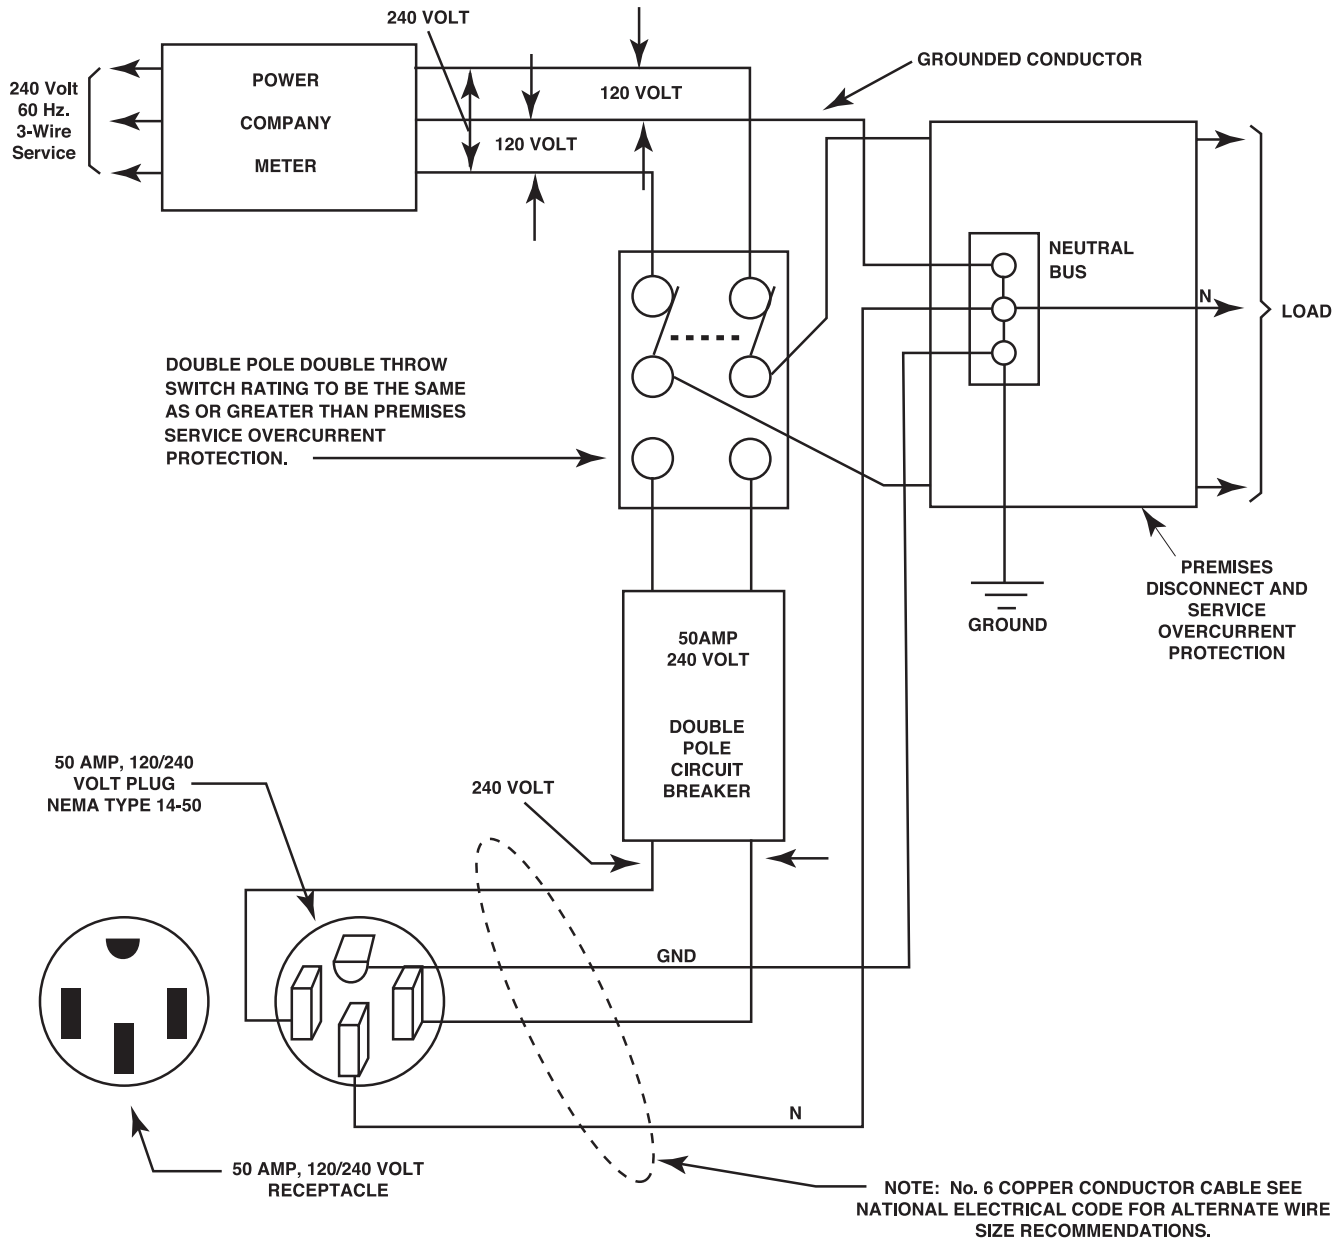 240 VOLT
GROUNDED CONDUCTOR
240 Volt
60 Hz.
3-Wire
Service
POWER
COMPANY
METER
120 VOLT
120 VOLT
NEUTRAL
BUS
N
LOAD
DOUBLE POLE DOUBLE THROW
SWITCH RATING TO BE THE SAME
AS OR GREATER THAN PREMISES
SERVICE OVERCURRENT
PROTECTION.
GROUND
PREMISES
DISCONNECT AND
SERVICE
OVERCURRENT
PROTECTION
50AMP
240 VOLT
DOUBLE
POLE
CIRCUIT
BREAKER
50 AMP, 120/240
VOLT PLUG
NEMA TYPE 14-50
240 VOLT
GND
N
50 AMP, 120/240 VOLT
RECEPTACLE
NOTE: No. 6 COPPER CONDUCTOR CABLE SEE
NATIONAL ELECTRICAL CODE FOR ALTERNATE WIRE
SIZE RECOMMENDATIONS.